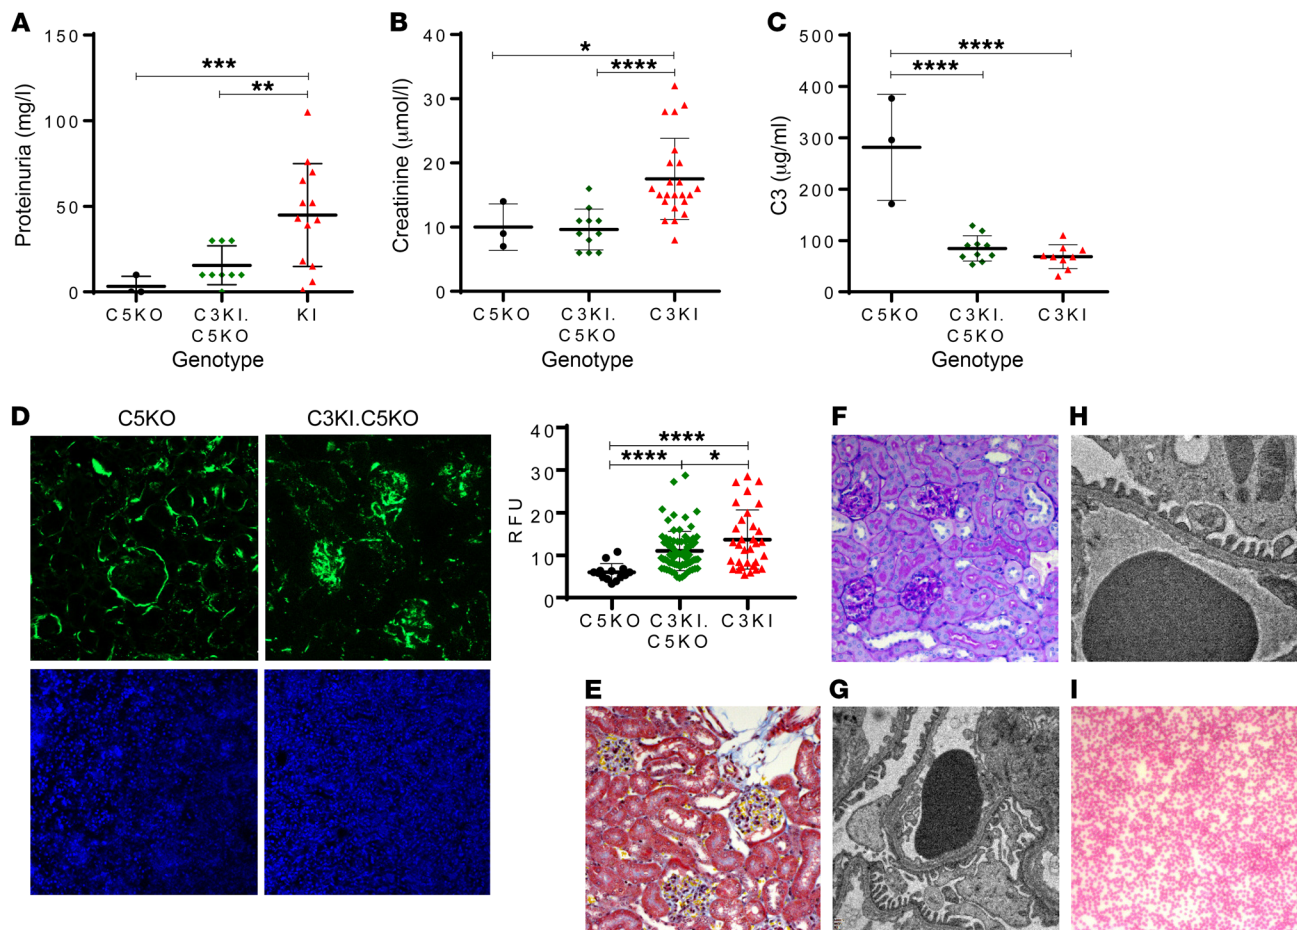 A
Proteinuria (mg/l)
150
100
50
0
***
**
C5KO
C3KI.
C5KO
KI
Genotype
B
Creatinine (μmol/l)
40
30
20
10
0
*
****
C5KO
C3KI.
C5KO
C3KI
Genotype
C
C3 (μg/ml)
500
400
300
200
100
0
****
****
C5KO
C3KI.
C5KO
C3KI
Genotype
D
C5KO
C3KI.C5KO
RFU
40
30
20
10
0
****
****
*
C5KO
C3KI.
C5KO
C3KI
F
H
E
G
I